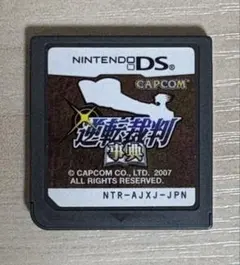 NINTENDO DS
CAPCOM
逆転裁判
事典
© CAPCOM CO., LTD. 2007
ALL RIGHTS RESERVED.
NTR-AJXJ-JPN